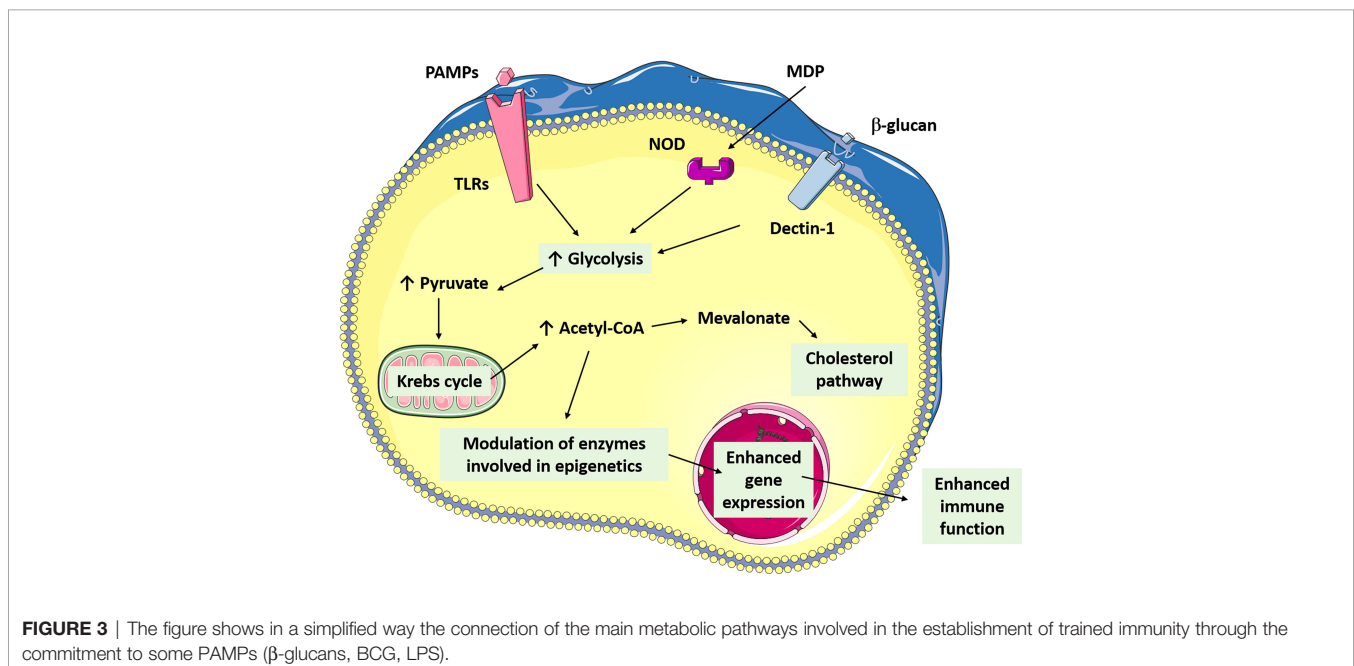 PAMPs
MDP
β-glucan
NOD
TLRs
Dectin-1
↑ Glycolysis
↑ Pyruvate
↑ Acetyl-CoA
Mevalonate
Cholesterol
pathway
Krebs cycle
Modulation of enzymes
involved in epigenetics
Enhanced
gene
expression
Enhanced
immune
function
FIGURE 3 | The figure shows in a simplified way the connection of the main metabolic pathways involved in the establishment of trained immunity through the
commitment to some PAMPs (β-glucans, BCG, LPS).